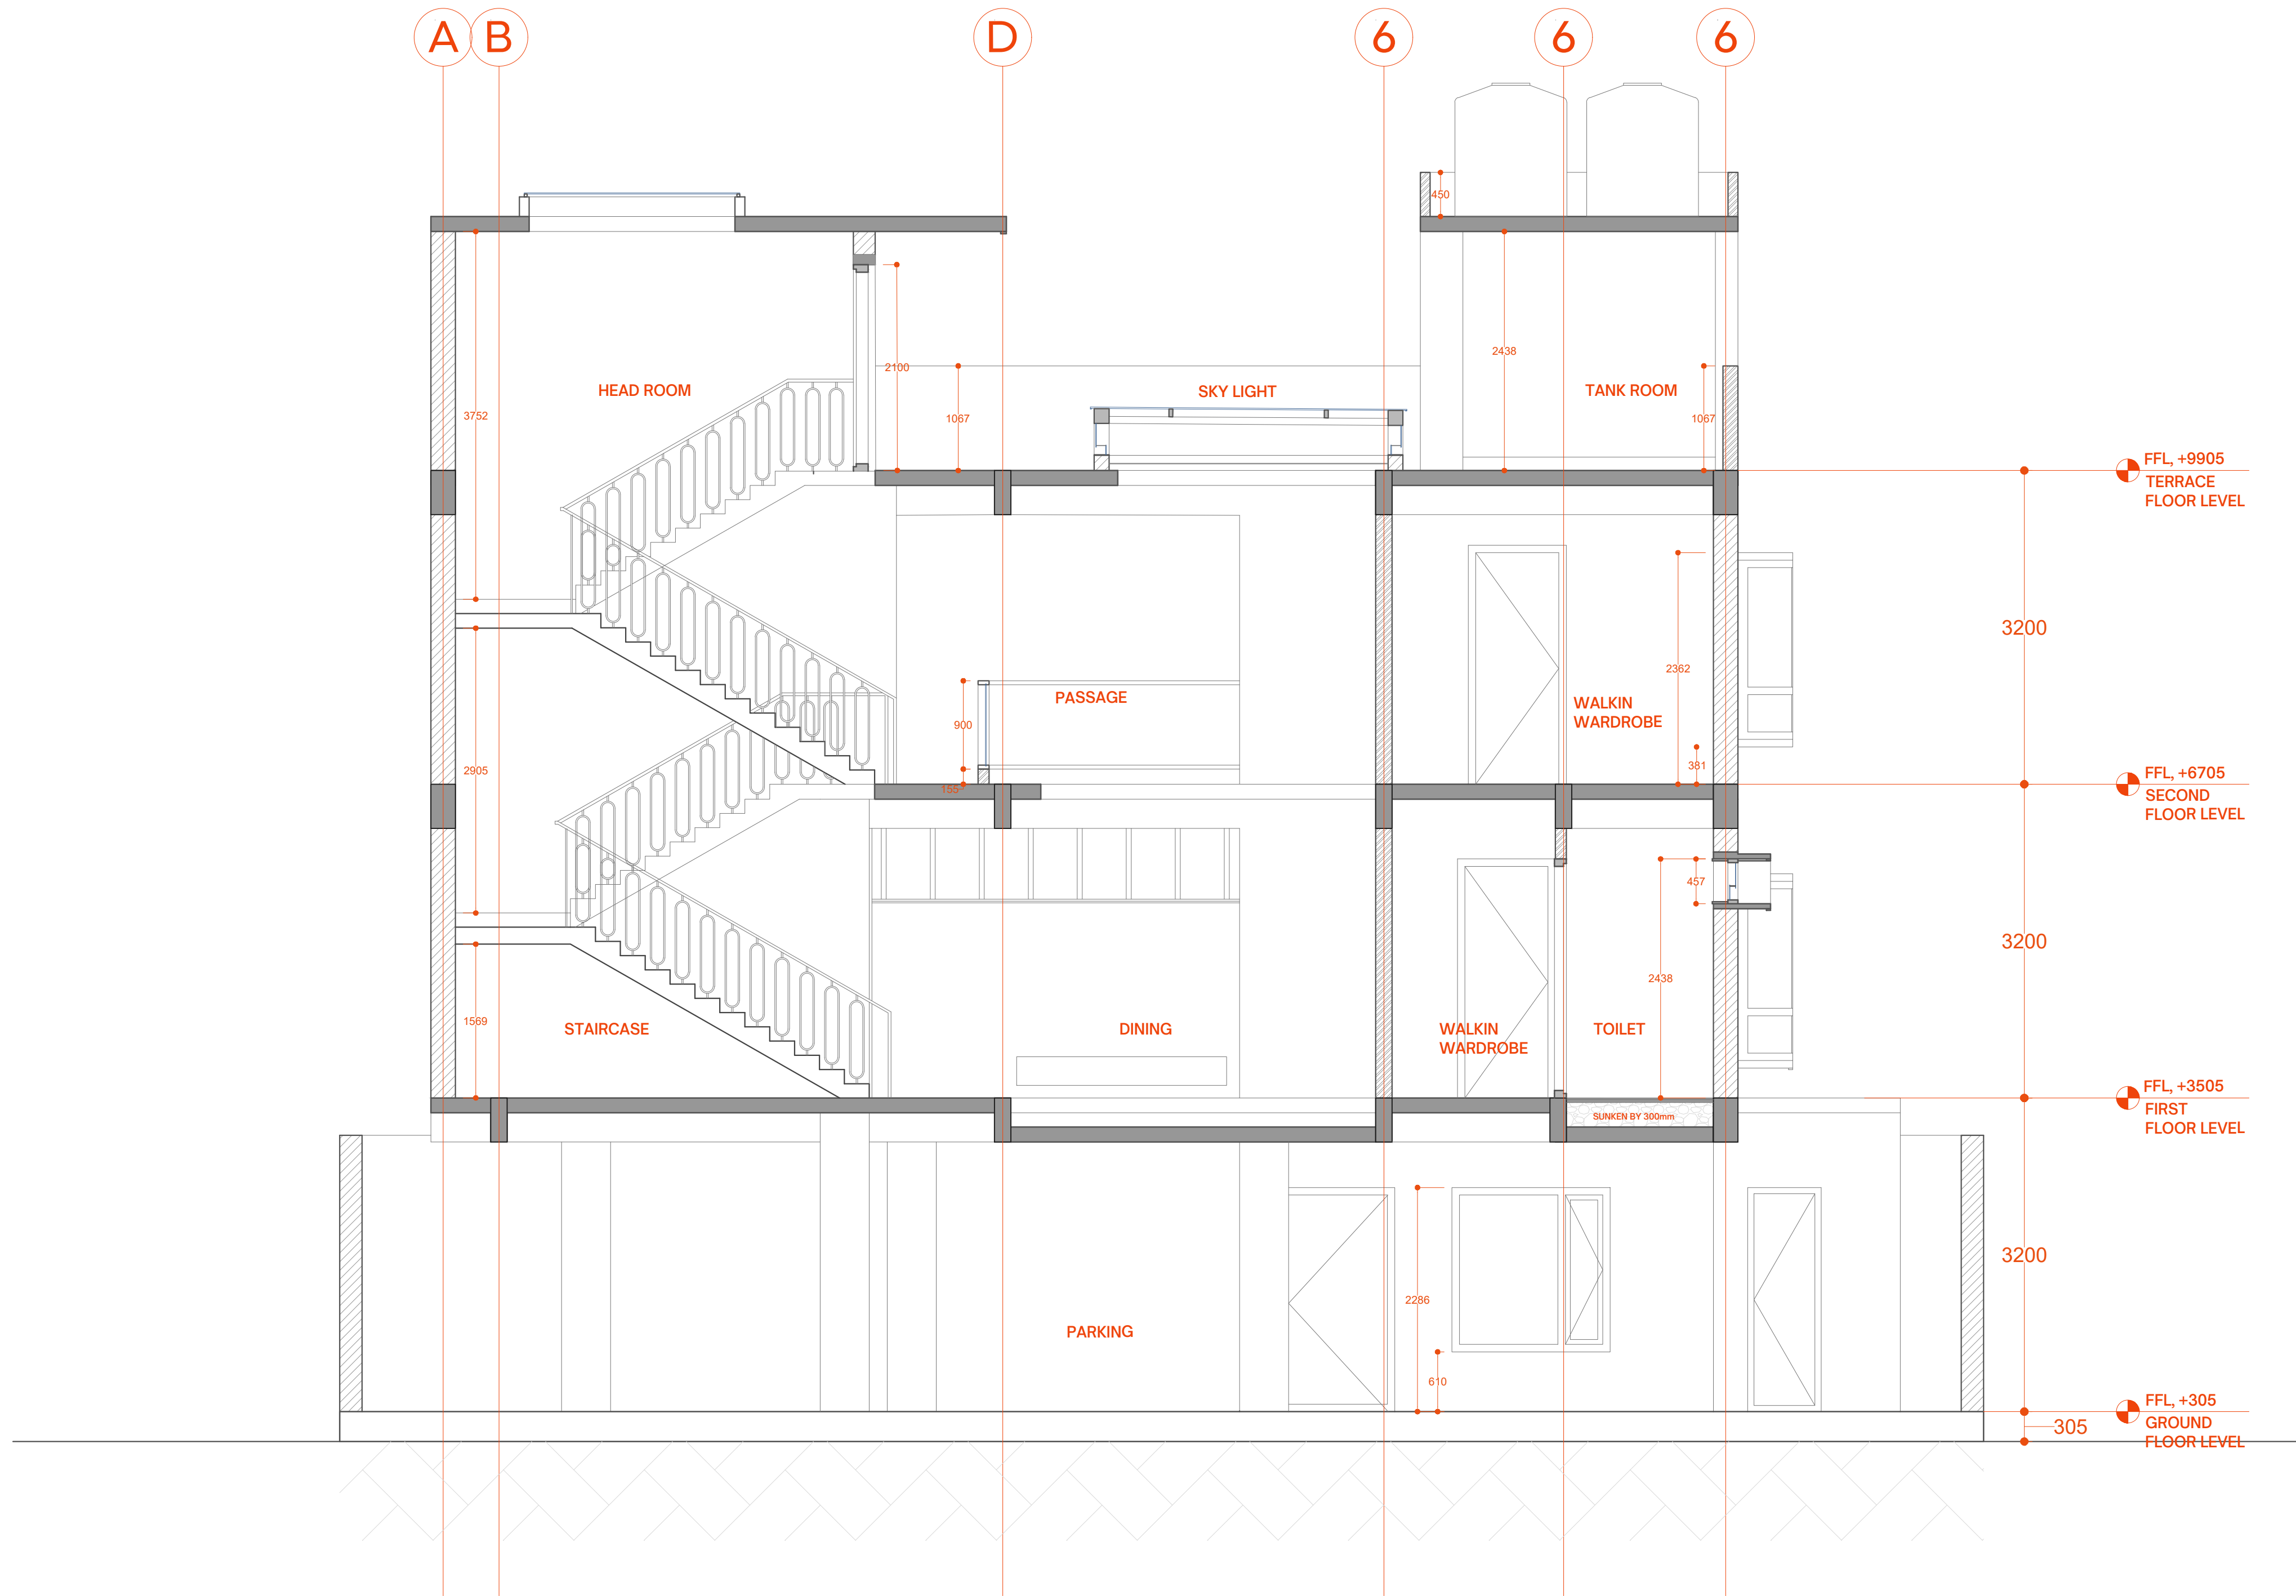 A B D 6 6 6
450
2438
2100
HEAD ROOM
SKY LIGHT
TANK ROOM
3752
1067
1067
FFL, +9905
TERRACE
FLOOR LEVEL
3200
2362
PASSAGE
WALKIN
WARDROBE
900
2905
381
155
FFL, +6705
SECOND
FLOOR LEVEL
457
3200
2438
1569
STAIRCASE
DINING
WALKIN
WARDROBE
TOILET
FFL, +3505
FIRST
FLOOR LEVEL
SUNKEN BY 300mm
3200
2286
PARKING
610
FFL, +305
GROUND
FLOOR LEVEL
305